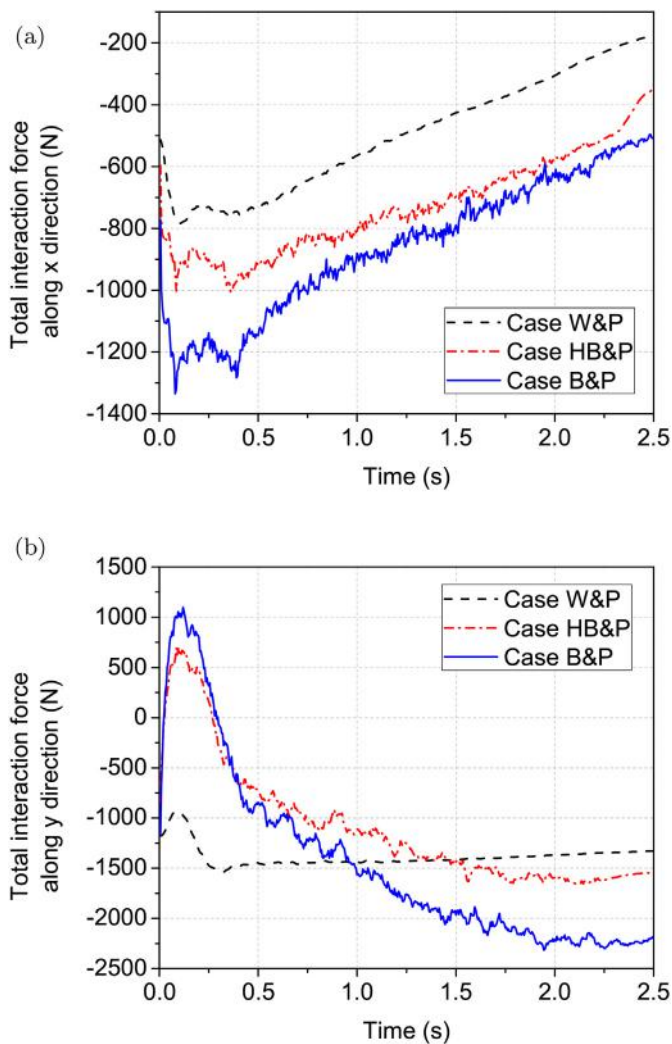 (a)
Total interaction force
along x direction (N)
-200
-400
-600
-800
-1000
-1200
-1400
Case W&P
Case HB&P
Case B&P
0.0 0.5 1.0 1.5 2.0 2.5
Time (s)
(b)
Total interaction force
along y direction (N)
1500
1000
500
0
-500
-1000
-1500
-2000
-2500
Case W&P
Case HB&P
Case B&P
0.0 0.5 1.0 1.5 2.0 2.5
Time (s)